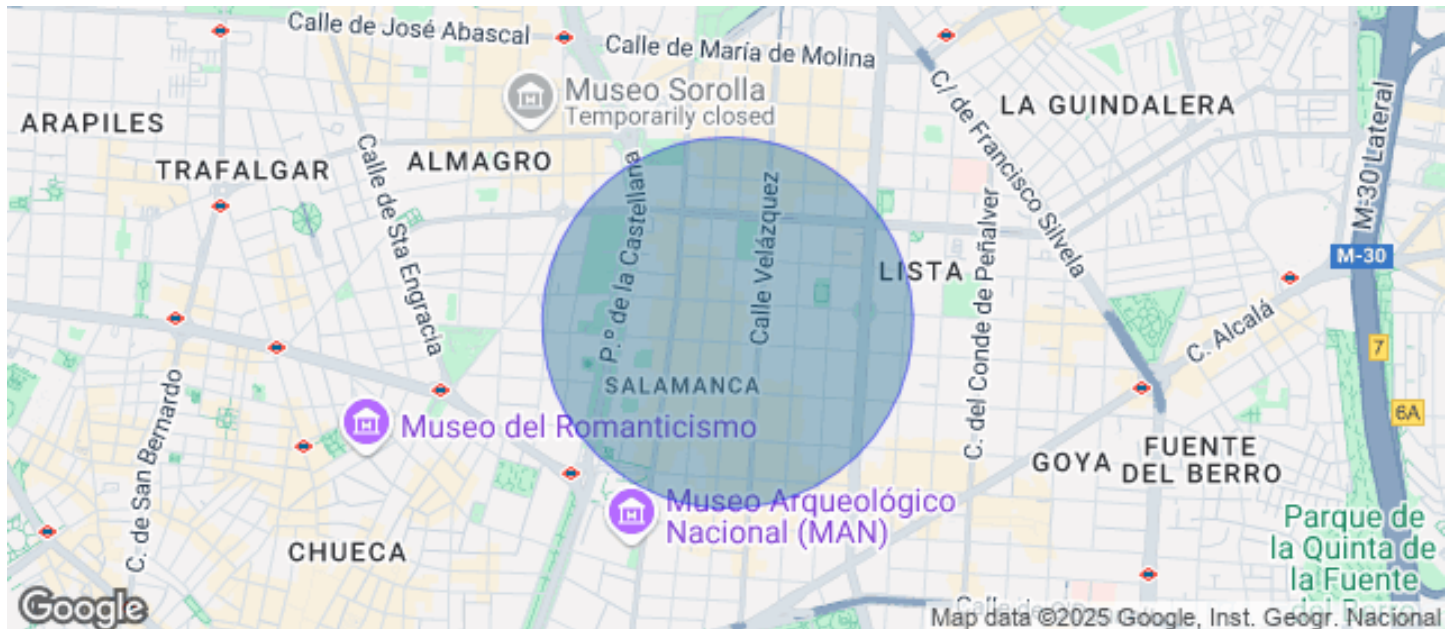 Calle de José Abascal
Calle de María de Molina
Museo Sorolla
Temporarily closed
C/ de Francisco Silvela
LA GUINDALERA
M-30 Lateral
ARAPILES
TRAFALGAR
ALMAGRO
Calle de Sta Engracia
P.º de la Castellana
Calle Velázquez
LISTA
C. del Conde de Peñalver
M-30
C. Alcalá
7
6A
SALAMANCA
Museo del Romanticismo
C. de San Bernardo
GOYA
FUENTE
DEL BERRO
Museo Arqueológico
Nacional (MAN)
CHUECA
Parque de
la Quinta de
la Fuente
del Berro
Google
Map data ©2025 Google, Inst. Geogr. Nacional